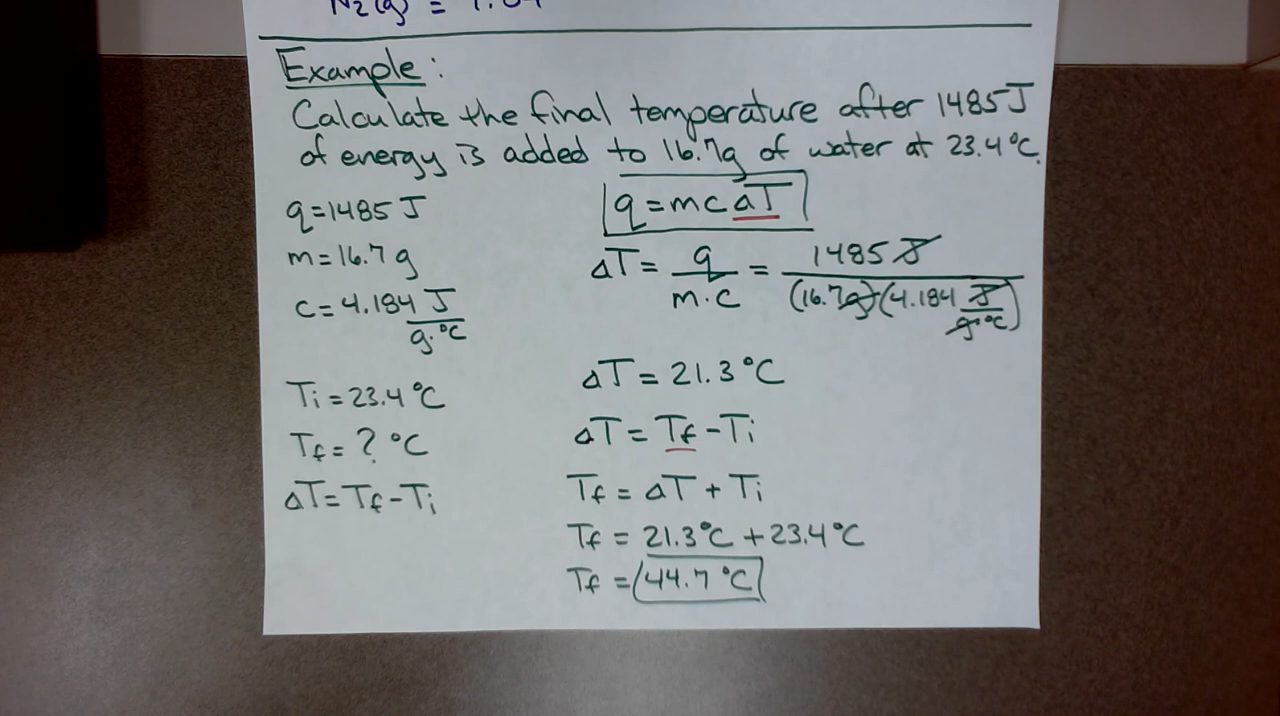 N₂(g) =
Example:
Calculate the final temperature after 1485J
of energy is added to 16.7g of water at 23.4°C.
q=1485 J
m=16.7 g
c=4.184 J/g·°C
Ti=23.4°C
Tf=? °C
ΔT=Tf-Ti
q=mcΔT
ΔT = q/m·c = 1485 J/(16.7g)(4.184 J/g·°C)
ΔT = 21.3°C
ΔT = Tf-Ti
Tf = ΔT + Ti
Tf = 21.3°C + 23.4°C
Tf = 44.7°C